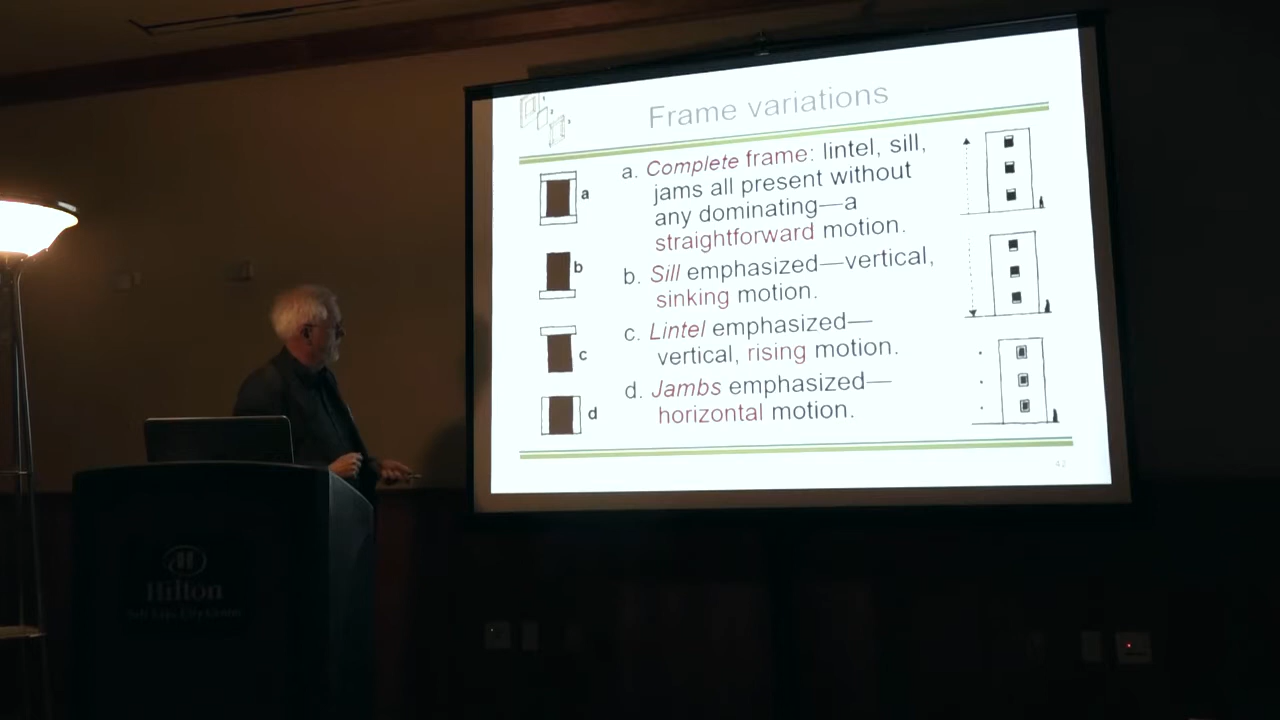 Frame variations
a. Complete frame: lintel, sill,
jams all present without
any dominating—a
straightforward motion.
b. Sill emphasized—vertical,
sinking motion.
c. Lintel emphasized—
vertical, rising motion.
d. Jambs emphasized—
horizontal motion.
a
b
c
d
42
Hilton